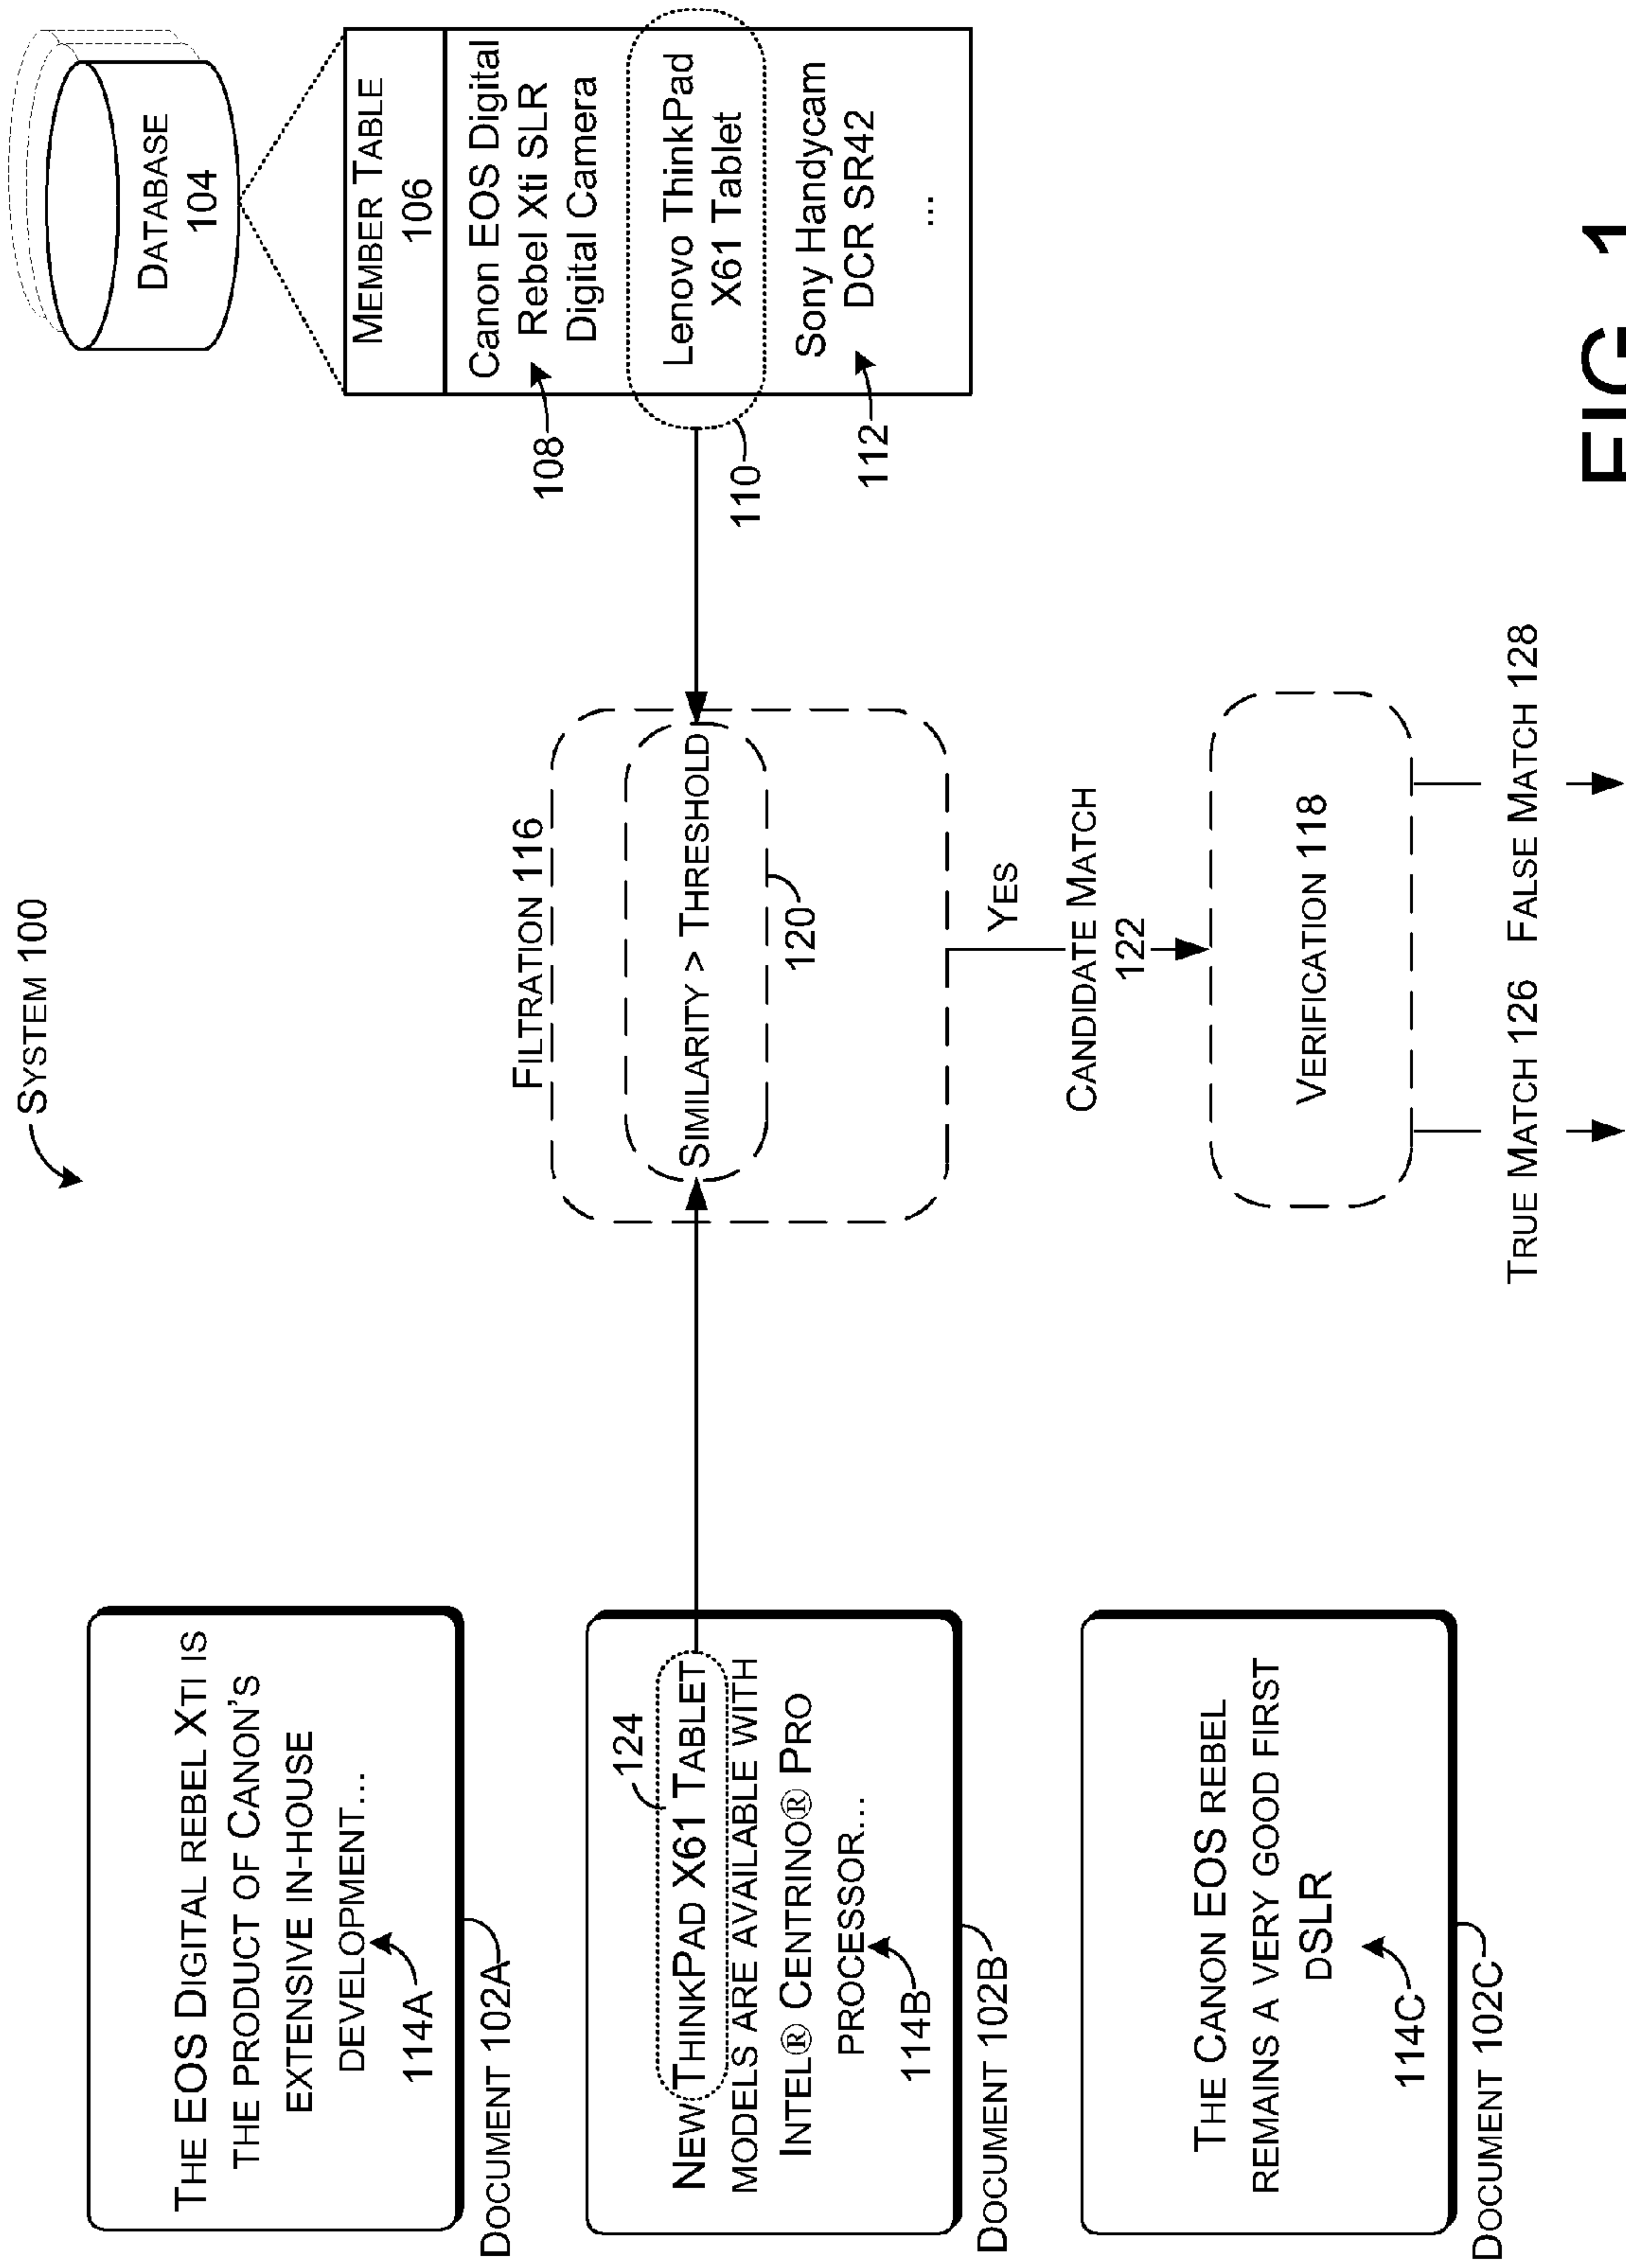 SYSTEM 100
THE EOS DIGITAL REBEL XTI IS
THE PRODUCT OF CANON'S
EXTENSIVE IN-HOUSE
DEVELOPMENT...
114A
DOCUMENT 102A
124
NEW THINKPAD X61 TABLET
MODELS ARE AVAILABLE WITH
INTEL® CENTRINO® PRO
PROCESSOR...
114B
DOCUMENT 102B
THE CANON EOS REBEL
REMAINS A VERY GOOD FIRST
DSLR
114C
DOCUMENT 102C
FILTRATION 116
SIMILARITY > THRESHOLD
120
YES
CANDIDATE MATCH
122
VERIFICATION 118
TRUE MATCH 126
FALSE MATCH 128
DATABASE
104
MEMBER TABLE
106
Canon EOS Digital
Rebel Xti SLR
Digital Camera
108
Lenovo ThinkPad
X61 Tablet
110
Sony Handycam
DCR SR42
112
...
FIG. 1